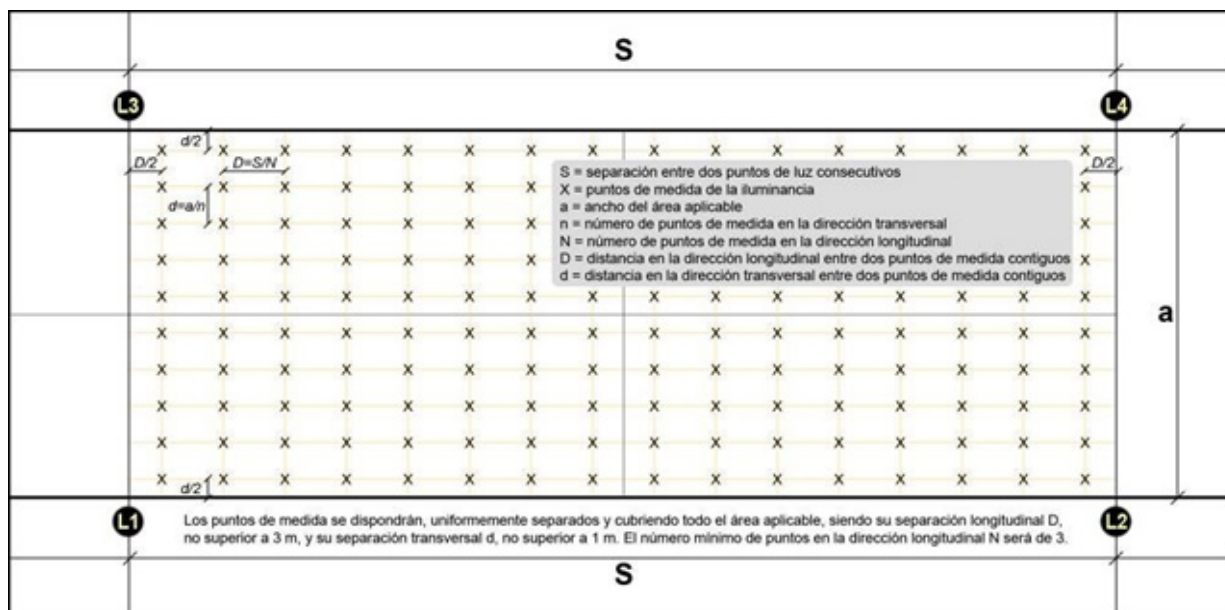 S
L3
L4
d/2
D/2
D=S/N
D/2
d=a/n
S = separación entre dos puntos de luz consecutivos
X = puntos de medida de la iluminancia
a = ancho del área aplicable
n = número de puntos de medida en la dirección transversal
N = número de puntos de medida en la dirección longitudinal
D = distancia en la dirección longitudinal entre dos puntos de medida contiguos
d = distancia en la dirección transversal entre dos puntos de medida contiguos
a
d/2
L1
L2
Los puntos de medida se dispondrán, uniformemente separados y cubriendo todo el área aplicable, siendo su separación longitudinal D,
no superior a 3 m, y su separación transversal d, no superior a 1 m. El número mínimo de puntos en la dirección longitudinal N será de 3.
S